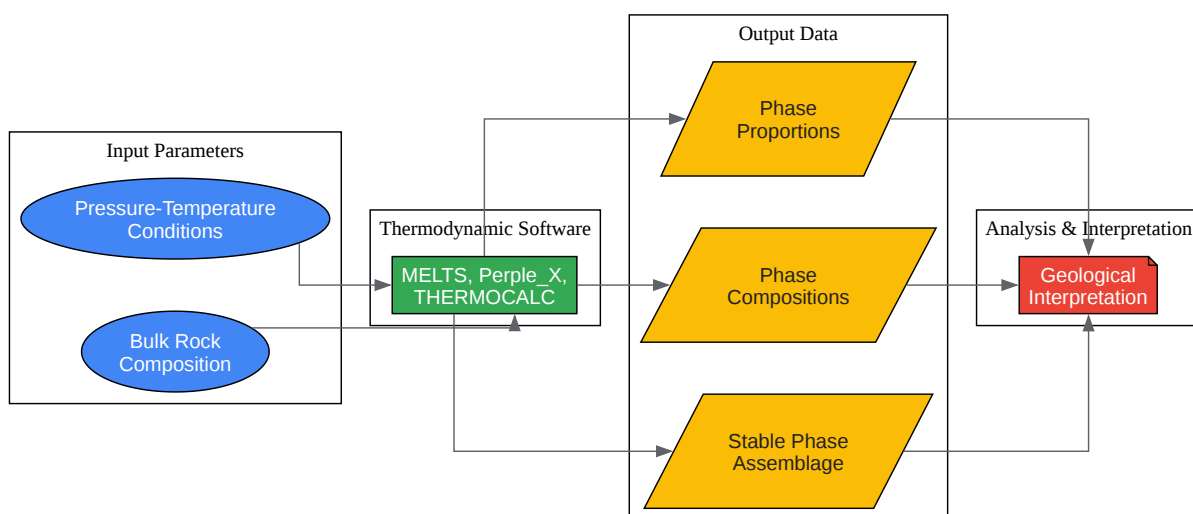 Input Parameters
Pressure-Temperature
Conditions
Bulk Rock
Composition
Thermodynamic Software
MELTS, Perple_X,
THERMOCALC
Output Data
Phase
Proportions
Phase
Compositions
Stable Phase
Assemblage
Analysis & Interpretation
Geological
Interpretation